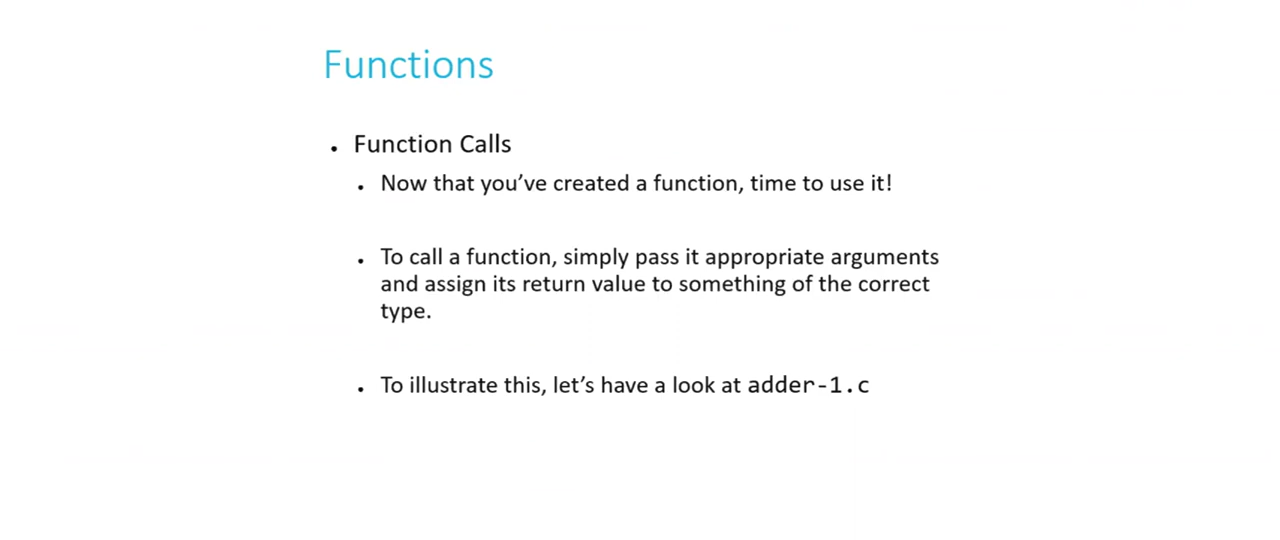 Functions
• Function Calls
• Now that you've created a function, time to use it!
• To call a function, simply pass it appropriate arguments
and assign its return value to something of the correct
type.
• To illustrate this, let's have a look at adder-1.c